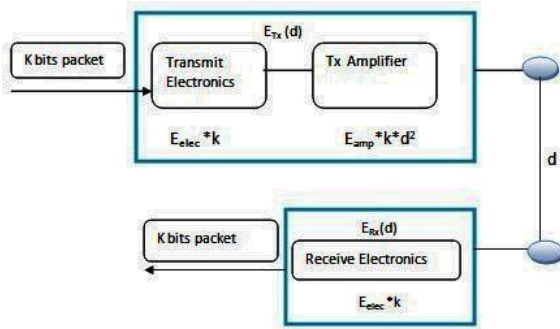 E_Tx (d)
K bits packet
Transmit
Electronics
Tx Amplifier
E_elec *k
E_amp*k*d²
d
K bits packet
E_Rx(d)
Receive Electronics
E_elec *k